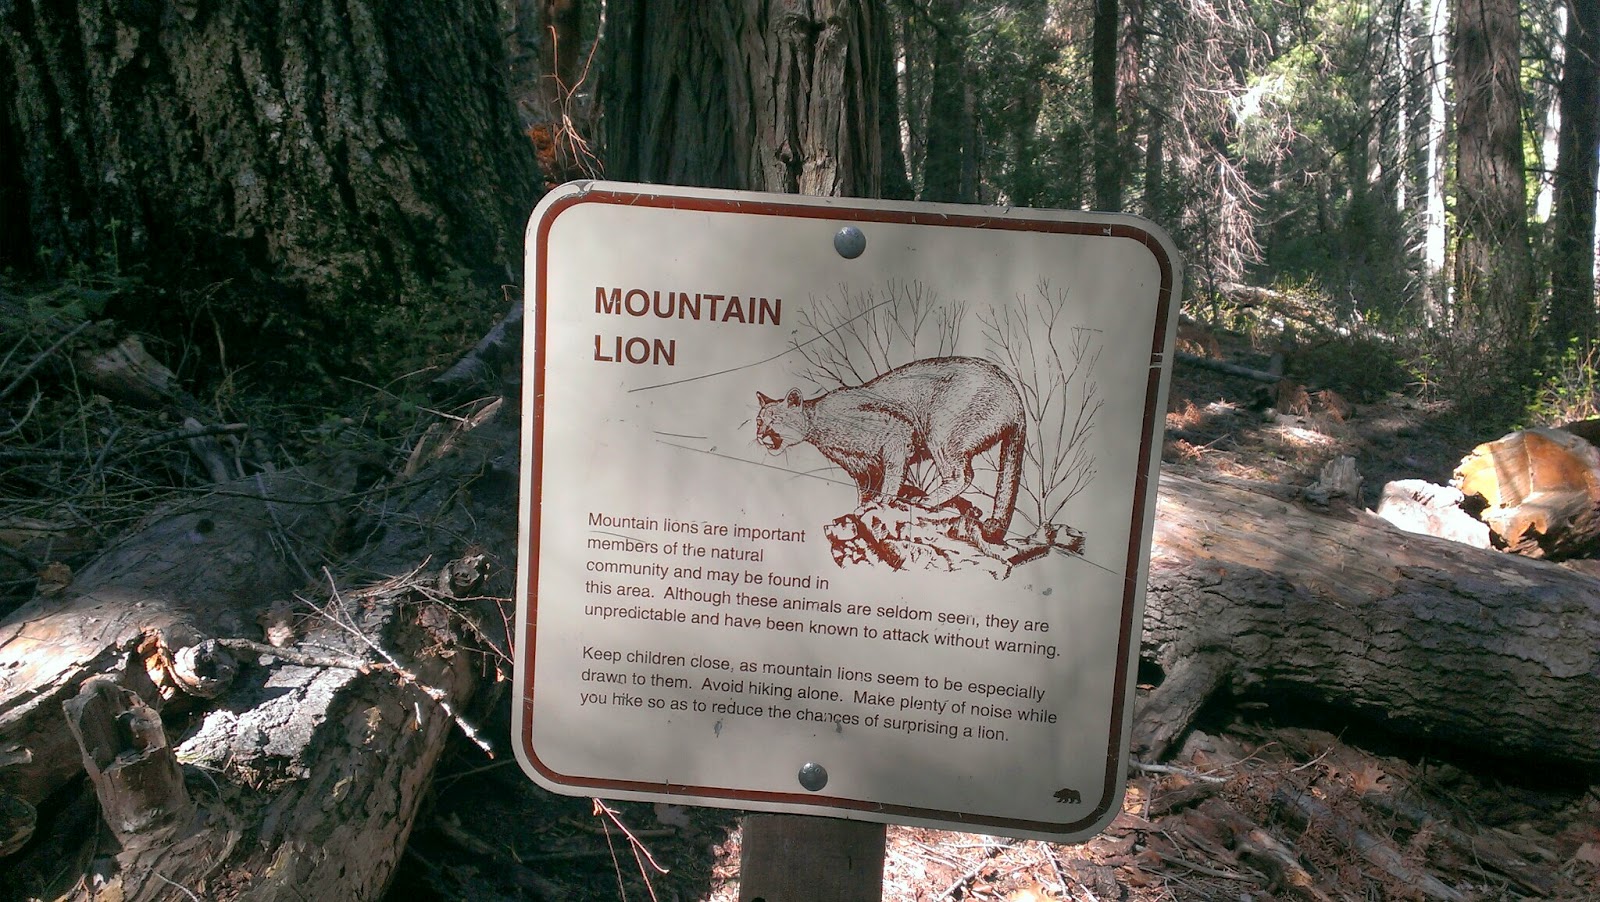 MOUNTAIN
LION
Mountain lions are important
members of the natural
community and may be found in
this area. Although these animals are seldom seen, they are
unpredictable and have been known to attack without warning.
Keep children close, as mountain lions seem to be especially
drawn to them. Avoid hiking alone. Make plenty of noise while
you hike so as to reduce the chances of surprising a lion.